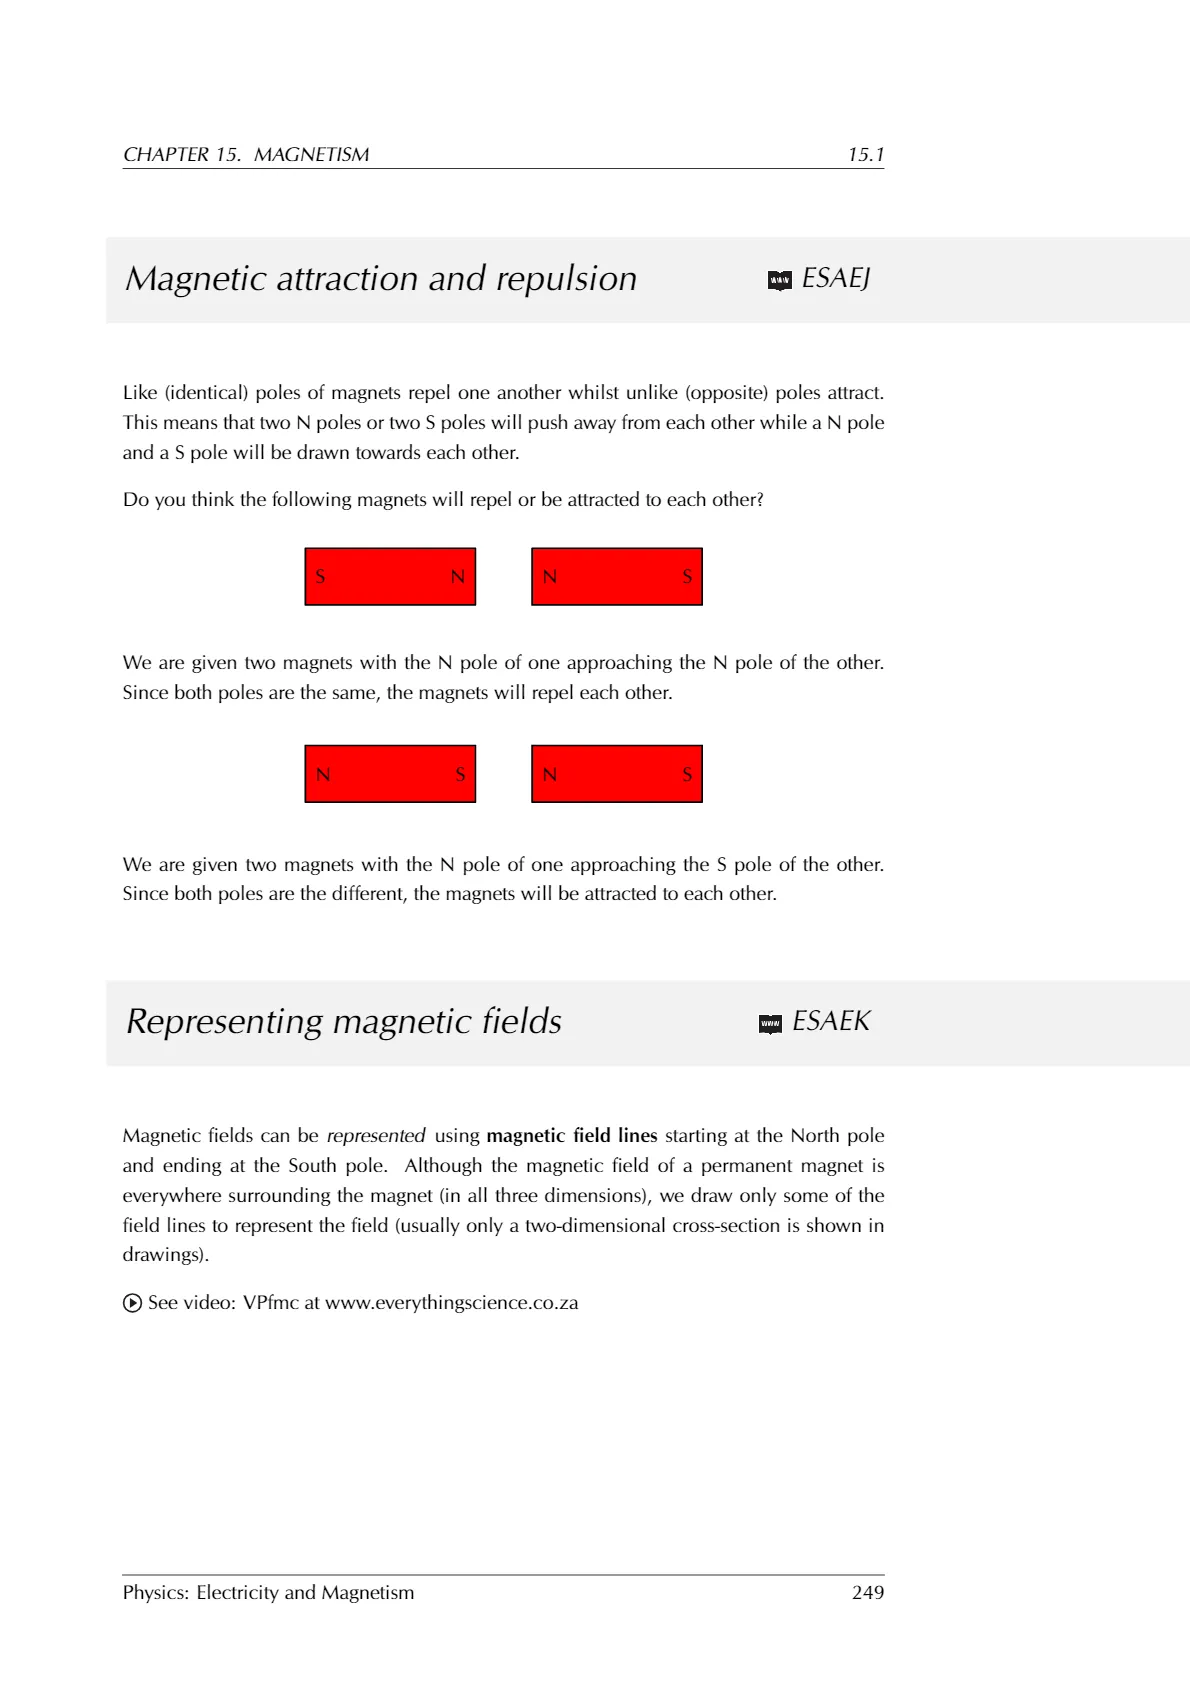 CHAPTER 15. MAGNETISM 15.1
Magnetic attraction and repulsion WWW ESAEJ
Like (identical) poles of magnets repel one another whilst unlike (opposite) poles attract.
This means that two N poles or two S poles will push away from each other while a N pole
and a S pole will be drawn towards each other.
Do you think the following magnets will repel or be attracted to each other?
S N N S
We are given two magnets with the N pole of one approaching the N pole of the other.
Since both poles are the same, the magnets will repel each other.
N S N S
We are given two magnets with the N pole of one approaching the S pole of the other.
Since both poles are the different, the magnets will be attracted to each other.
Representing magnetic fields WWW ESAEK
Magnetic fields can be represented using magnetic field lines starting at the North pole
and ending at the South pole. Although the magnetic field of a permanent magnet is
everywhere surrounding the magnet (in all three dimensions), we draw only some of the
field lines to represent the field (usually only a two-dimensional cross-section is shown in
drawings).
See video: VPfmc at www.everythingscience.co.za
Physics: Electricity and Magnetism 249